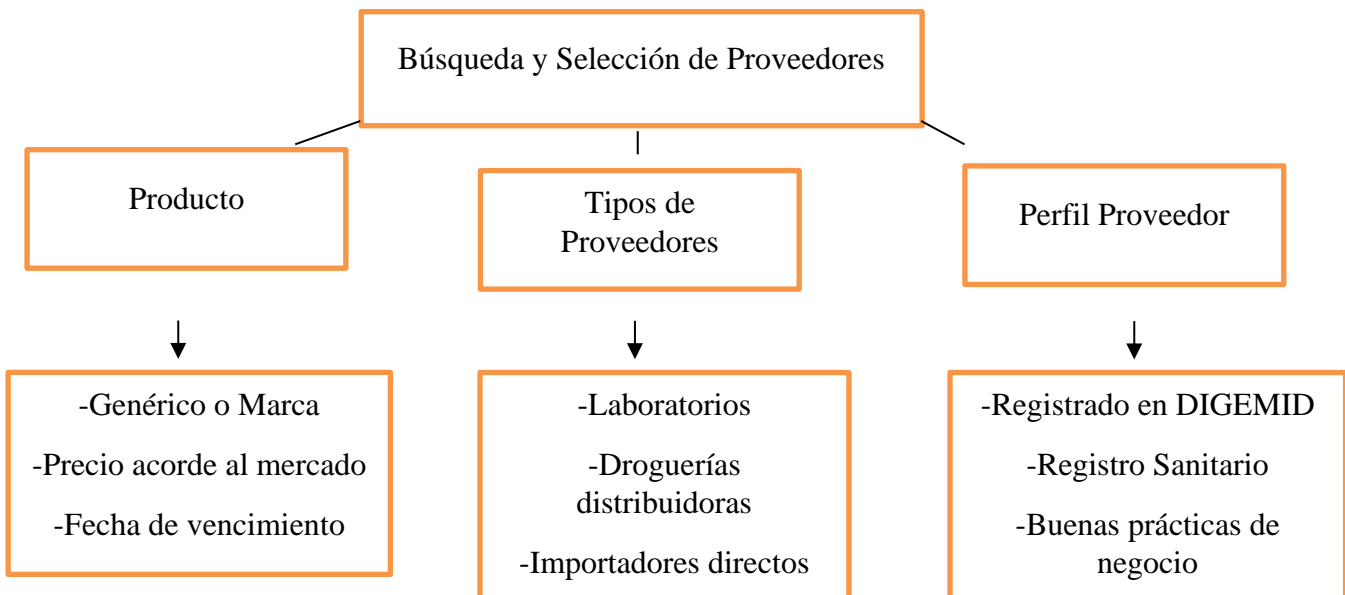 Búsqueda y Selección de Proveedores
Producto
Tipos de
Proveedores
Perfil Proveedor
-Genérico o Marca
-Precio acorde al mercado
-Fecha de vencimiento
-Laboratorios
-Droguerías
distribuidoras
-Importadores directos
-Registrado en DIGEMID
-Registro Sanitario
-Buenas prácticas de
negocio